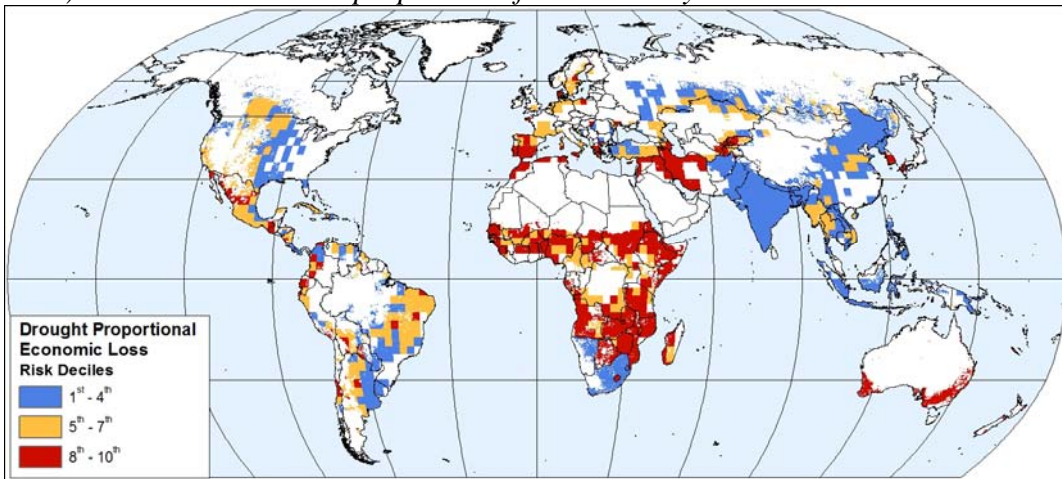 Drought Proportional
Economic Loss
Risk Deciles
1st - 4th
5th - 7th
8th - 10th